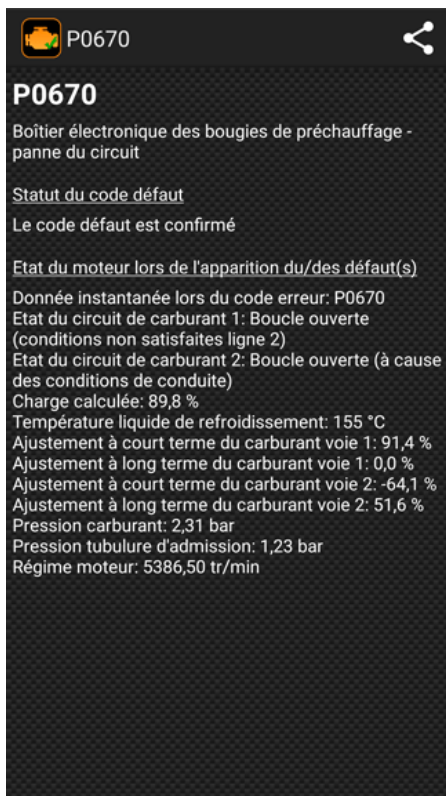 P0670
P0670
Boîtier électronique des bougies de préchauffage -
panne du circuit
Statut du code défaut
Le code défaut est confirmé
Etat du moteur lors de l'apparition du/des défaut(s)
Donnée instantanée lors du code erreur: P0670
Etat du circuit de carburant 1: Boucle ouverte
(conditions non satisfaites ligne 2)
Etat du circuit de carburant 2: Boucle ouverte (à cause
des conditions de conduite)
Charge calculée: 89,8 %
Température liquide de refroidissement: 155 °C
Ajustement à court terme du carburant voie 1: 91,4 %
Ajustement à long terme du carburant voie 1: 0,0 %
Ajustement à court terme du carburant voie 2: -64,1 %
Ajustement à long terme du carburant voie 2: 51,6 %
Pression carburant: 2,31 bar
Pression tubulure d'admission: 1,23 bar
Régime moteur: 5386,50 tr/min